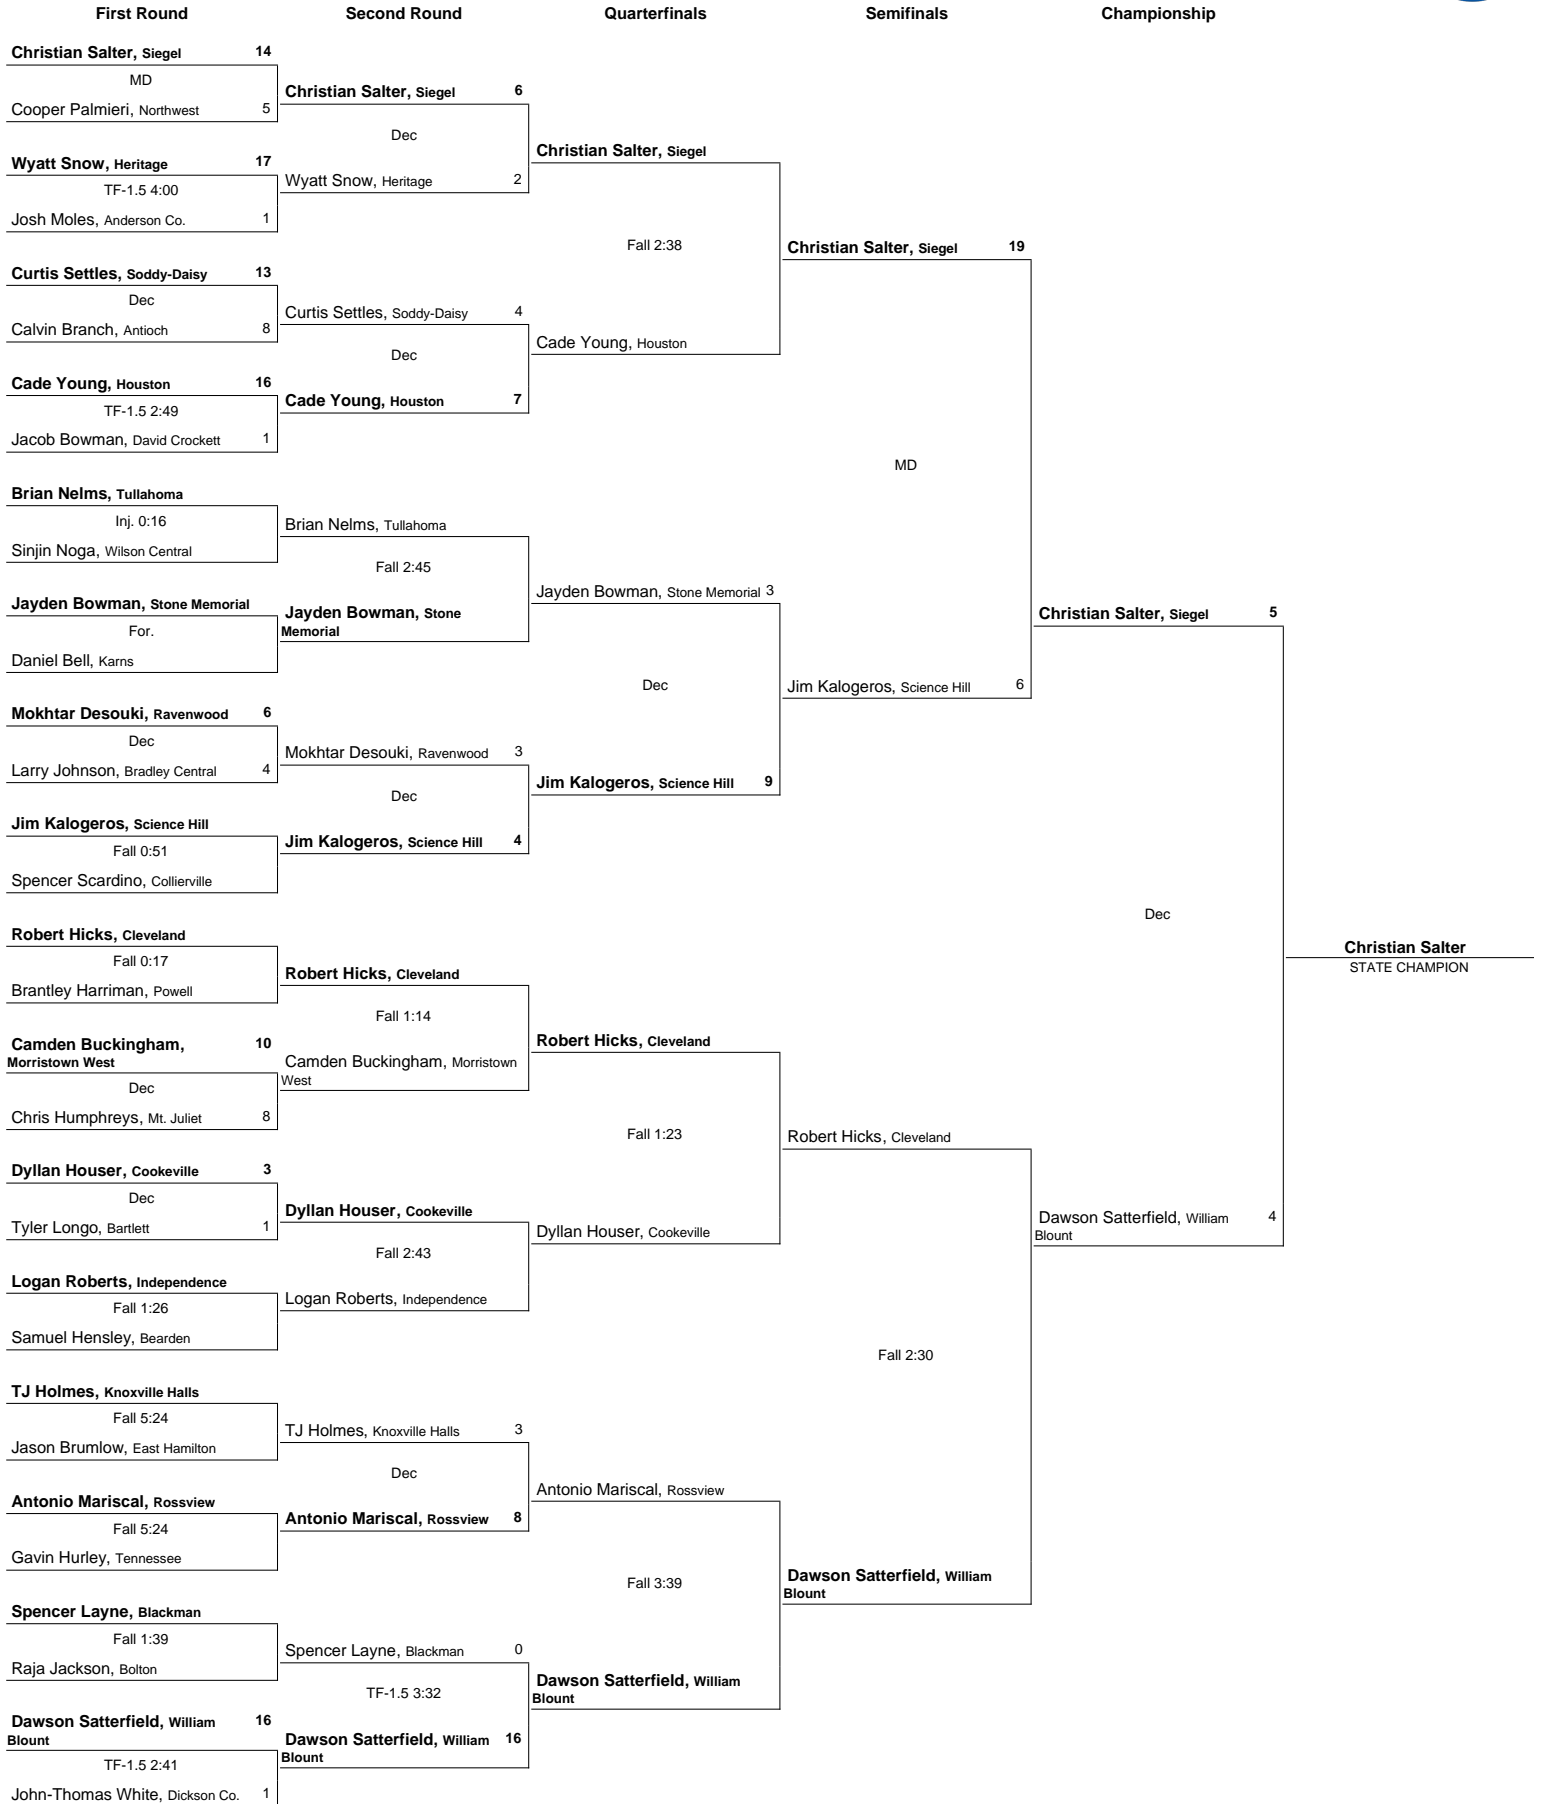 First Round
Second Round
Quarterfinals
Semifinals
Championship
Christian Salter, Siegel 14
MD
Cooper Palmieri, Northwest 5
Wyatt Snow, Heritage 17
TF-1.5 4:00
Josh Moles, Anderson Co. 1
Curtis Settles, Soddy-Daisy 13
Dec
Calvin Branch, Antioch 8
Cade Young, Houston 16
TF-1.5 2:49
Jacob Bowman, David Crockett 1
Brian Nelms, Tullahoma
Inj. 0:16
Sinjin Noga, Wilson Central
Jayden Bowman, Stone Memorial
For.
Daniel Bell, Karns
Mokhtar Desouki, Ravenwood 6
Dec
Larry Johnson, Bradley Central 4
Jim Kalogeros, Science Hill
Fall 0:51
Spencer Scardino, Collierville
Robert Hicks, Cleveland
Fall 0:17
Brantley Harriman, Powell
Camden Buckingham, 10
Morristown West
Dec
Chris Humphreys, Mt. Juliet 8
Dyllan Houser, Cookeville 3
Dec
Tyler Longo, Bartlett 1
Logan Roberts, Independence
Fall 1:26
Samuel Hensley, Bearden
TJ Holmes, Knoxville Halls
Fall 5:24
Jason Brumlow, East Hamilton
Antonio Mariscal, Rossview
Fall 5:24
Gavin Hurley, Tennessee
Spencer Layne, Blackman
Fall 1:39
Raja Jackson, Bolton
Dawson Satterfield, William 16
Blount
TF-1.5 2:41
John-Thomas White, Dickson Co. 1
Christian Salter, Siegel 6
Dec
Wyatt Snow, Heritage 2
Curtis Settles, Soddy-Daisy 4
Dec
Cade Young, Houston 7
Brian Nelms, Tullahoma
Fall 2:45
Jayden Bowman, Stone
Memorial
Mokhtar Desouki, Ravenwood 3
Dec
Jim Kalogeros, Science Hill 4
Robert Hicks, Cleveland
Fall 1:14
Camden Buckingham, Morristown
West
Dyllan Houser, Cookeville
Fall 2:43
Logan Roberts, Independence
TJ Holmes, Knoxville Halls 3
Dec
Antonio Mariscal, Rossview 8
Spencer Layne, Blackman 0
TF-1.5 3:32
Dawson Satterfield, William 16
Blount
Christian Salter, Siegel
Fall 2:38
Cade Young, Houston
Jayden Bowman, Stone Memorial 3
Dec
Jim Kalogeros, Science Hill 9
Robert Hicks, Cleveland
Fall 1:23
Dyllan Houser, Cookeville
Antonio Mariscal, Rossview
Fall 3:39
Dawson Satterfield, William
Blount
Christian Salter, Siegel 19
MD
Jim Kalogeros, Science Hill 6
Robert Hicks, Cleveland
Fall 2:30
Dawson Satterfield, William
Blount
Christian Salter, Siegel 5
Dec
Dawson Satterfield, William 4
Blount
Christian Salter
STATE CHAMPION